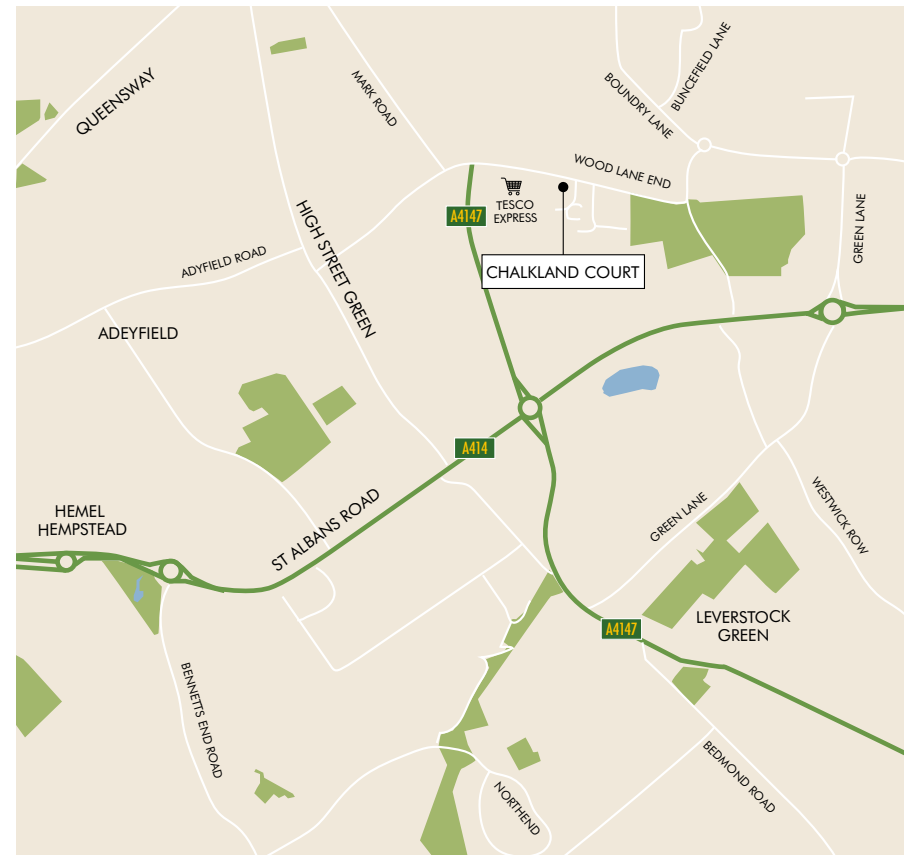 QUEENSWAY
MARK ROAD
BOUNDRY LANE
BUNCEFIELD LANE
WOOD LANE END
TESCO
EXPRESS
A4147
HIGH STREET GREEN
GREEN LANE
ADYFIELD ROAD
CHALKLAND COURT
ADEYFIELD
A414
HEMEL
HEMPSTEAD
ST ALBANS ROAD
GREEN LANE
WESTWICK ROW
LEVERSTOCK
GREEN
A4147
BENNETTS END ROAD
BEDMOND ROAD
NORTHEND